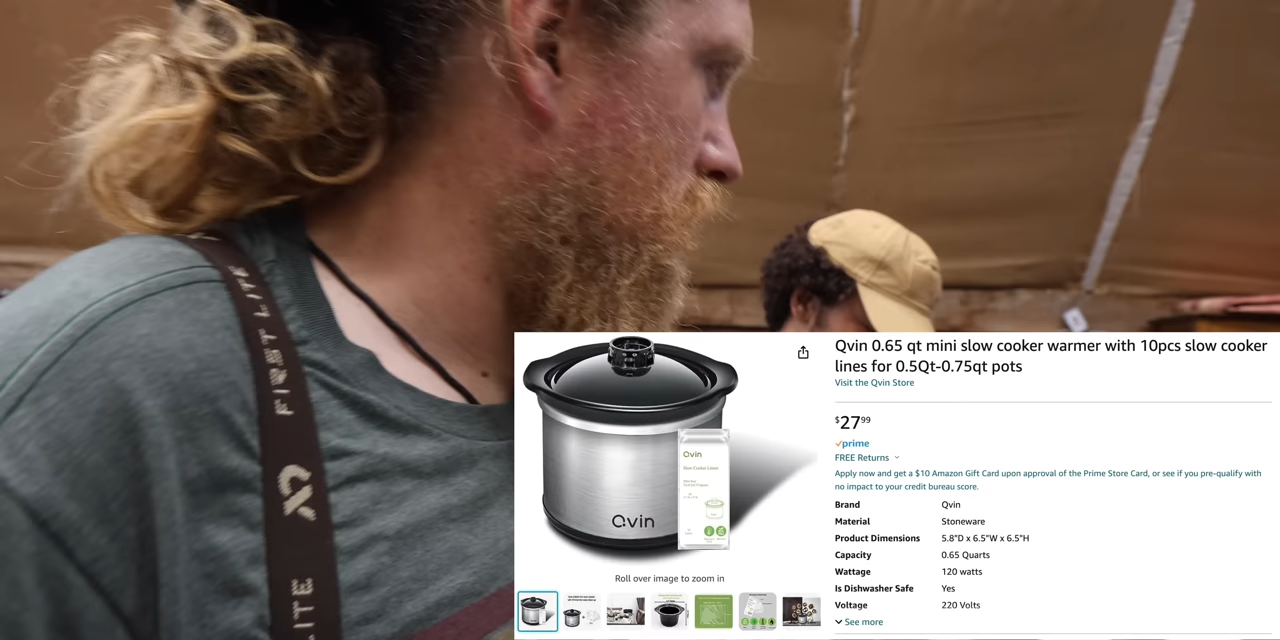 FIRST LITE
LITE
Qvin 0.65 qt mini slow cooker warmer with 10pcs slow cooker
lines for 0.5Qt-0.75qt pots
Visit the Qvin Store
$27.99
prime
FREE Returns
Apply now and get a $10 Amazon Gift Card upon approval of the Prime Store Card, or see if you pre-qualify with
no impact to your credit bureau score.
Brand Qvin
Material Stoneware
Product Dimensions 5.8"D x 6.5"W x 6.5"H
Capacity 0.65 Quarts
Wattage 120 watts
Is Dishwasher Safe Yes
Voltage 220 Volts
See more
Qvin
Slow Cooker Liners
Qvin
Roll over image to zoom in